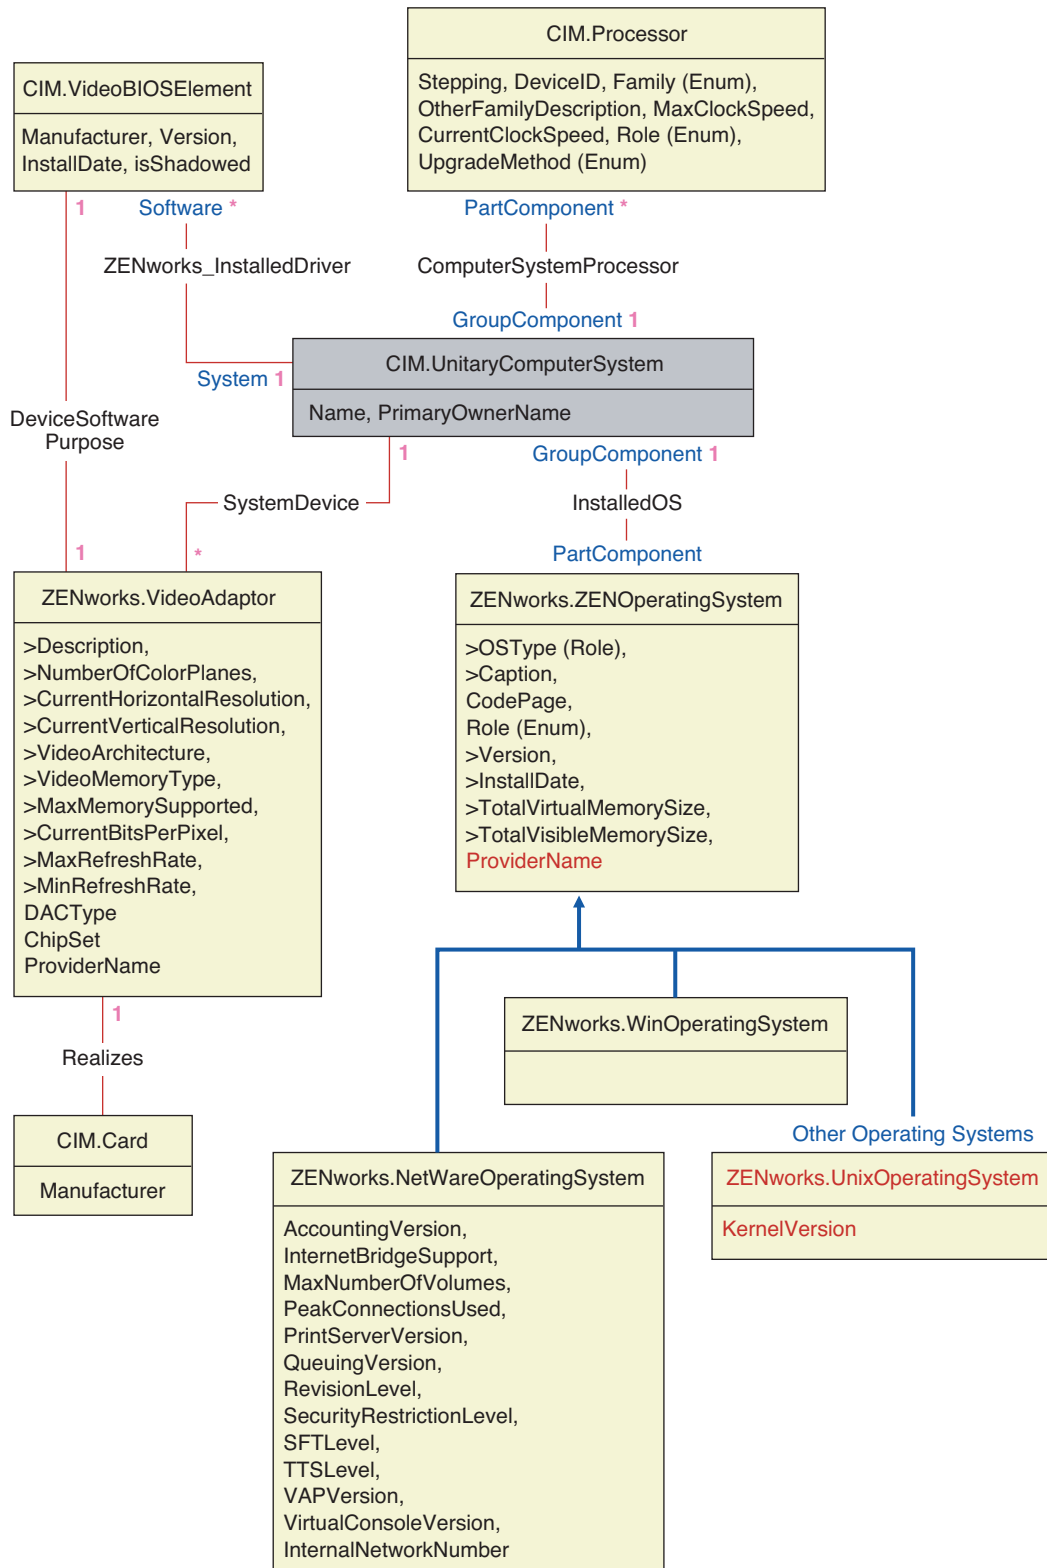 CIM.Processor
Stepping, DeviceID, Family (Enum),
OtherFamilyDescription, MaxClockSpeed,
CurrentClockSpeed, Role (Enum),
UpgradeMethod (Enum)
CIM.VideoBIOSElement
Manufacturer, Version,
InstallDate, isShadowed
1
Software *
PartComponent *
ZENworks_InstalledDriver
ComputerSystemProcessor
GroupComponent 1
CIM.UnitaryComputerSystem
Name, PrimaryOwnerName
System 1
DeviceSoftware
Purpose
1
GroupComponent 1
SystemDevice
InstalledOS
1
*
PartComponent
ZENworks.VideoAdaptor
>Description,
>NumberOfColorPlanes,
>CurrentHorizontalResolution,
>CurrentVerticalResolution,
>VideoArchitecture,
>VideoMemoryType,
>MaxMemorySupported,
>CurrentBitsPerPixel,
>MaxRefreshRate,
>MinRefreshRate,
DACType
ChipSet
ProviderName
ZENworks.ZENOperatingSystem
>OSType (Role),
>Caption,
CodePage,
Role (Enum),
>Version,
>InstallDate,
>TotalVirtualMemorySize,
>TotalVisibleMemorySize,
ProviderName
1
Realizes
CIM.Card
Manufacturer
ZENworks.WinOperatingSystem
Other Operating Systems
ZENworks.NetWareOperatingSystem
AccountingVersion,
InternetBridgeSupport,
MaxNumberOfVolumes,
PeakConnectionsUsed,
PrintServerVersion,
QueuingVersion,
RevisionLevel,
SecurityRestrictionLevel,
SFTLevel,
TTSLevel,
VAPVersion,
VirtualConsoleVersion,
InternalNetworkNumber
ZENworks.UnixOperatingSystem
KernelVersion